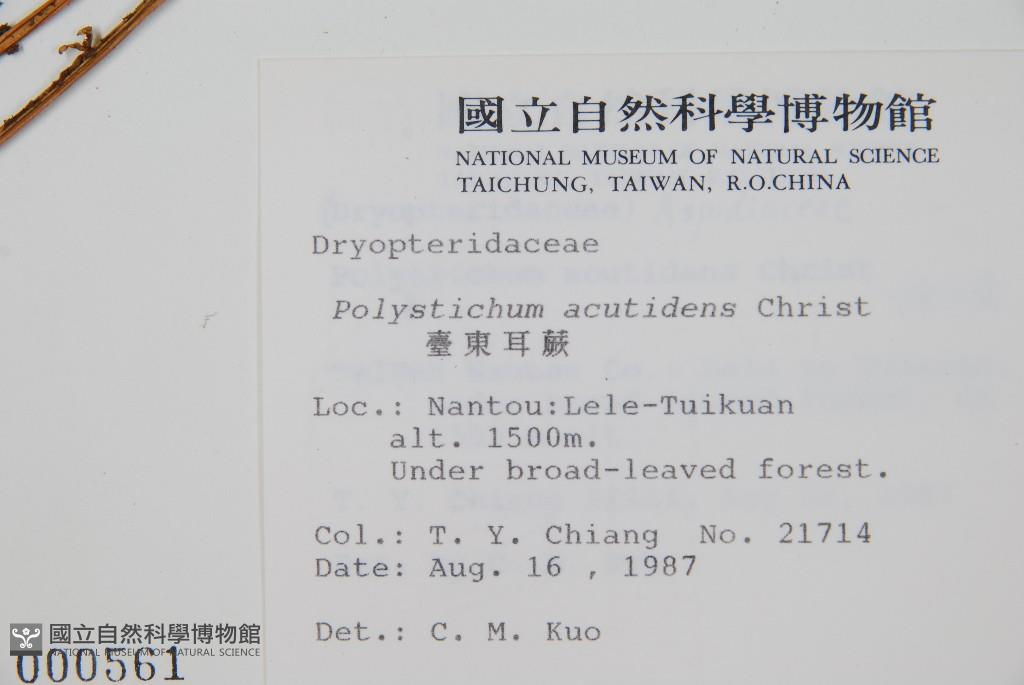 國立自然科學博物館
NATIONAL MUSEUM OF NATURAL SCIENCE
TAICHUNG, TAIWAN, R.O.CHINA
Dryopteridaceae
Polystichum acutidens Christ
臺東耳蕨
Loc.: Nantou:Lele-Tuikuan
alt. 1500m.
Under broad-leaved forest.
Col.: T. Y. Chiang No. 21714
Date: Aug. 16 , 1987
Det.: C. M. Kuo
國立自然科學博物館
NATIONAL MUSEUM OF NATURAL SCIENCE
000561